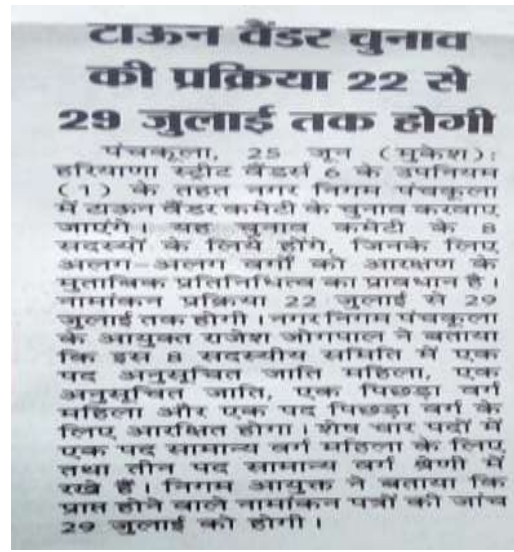 टाऊन वैंडर चुनाव
की प्रक्रिया 22 से
29 जुलाई तक होगी
पंचकूला, 25 जून (मुकेश):
हरियाणा स्ट्रीट वैंडर्स 6 के उपनियम
(1) के तहत नगर निगम पंचकूला
में टाऊन वैंडर कमेटी के चुनाव करवाए
जाएंगे। यह चुनाव कमेटी के 8
सदस्यों के लिये होंगे, जिनके लिए
अलग-अलग वर्गों को आरक्षण के
मुताबिक प्रतिनिधित्व का प्रावधान है।
नामांकन प्रक्रिया 22 जुलाई से 29
जुलाई तक होगी। नगर निगम पंचकूला
के आयुक्त राजेश जोगपाल ने बताया
कि इस 8 सदस्यीय समिति में एक
पद अनुसूचित जाति महिला, एक
अनुसूचित जाति, एक पिछड़ा वर्ग
महिला और एक पद पिछड़ा वर्ग के
लिए आरक्षित होगा। शेष चार पदों में
एक पद सामान्य वर्ग महिला के लिए
तथा तीन पद सामान्य वर्ग श्रेणी में
रखे हैं। निगम आयुक्त ने बताया कि
प्राप्त होने वाले नामांकन पत्रों की जांच
29 जुलाई को होगी।